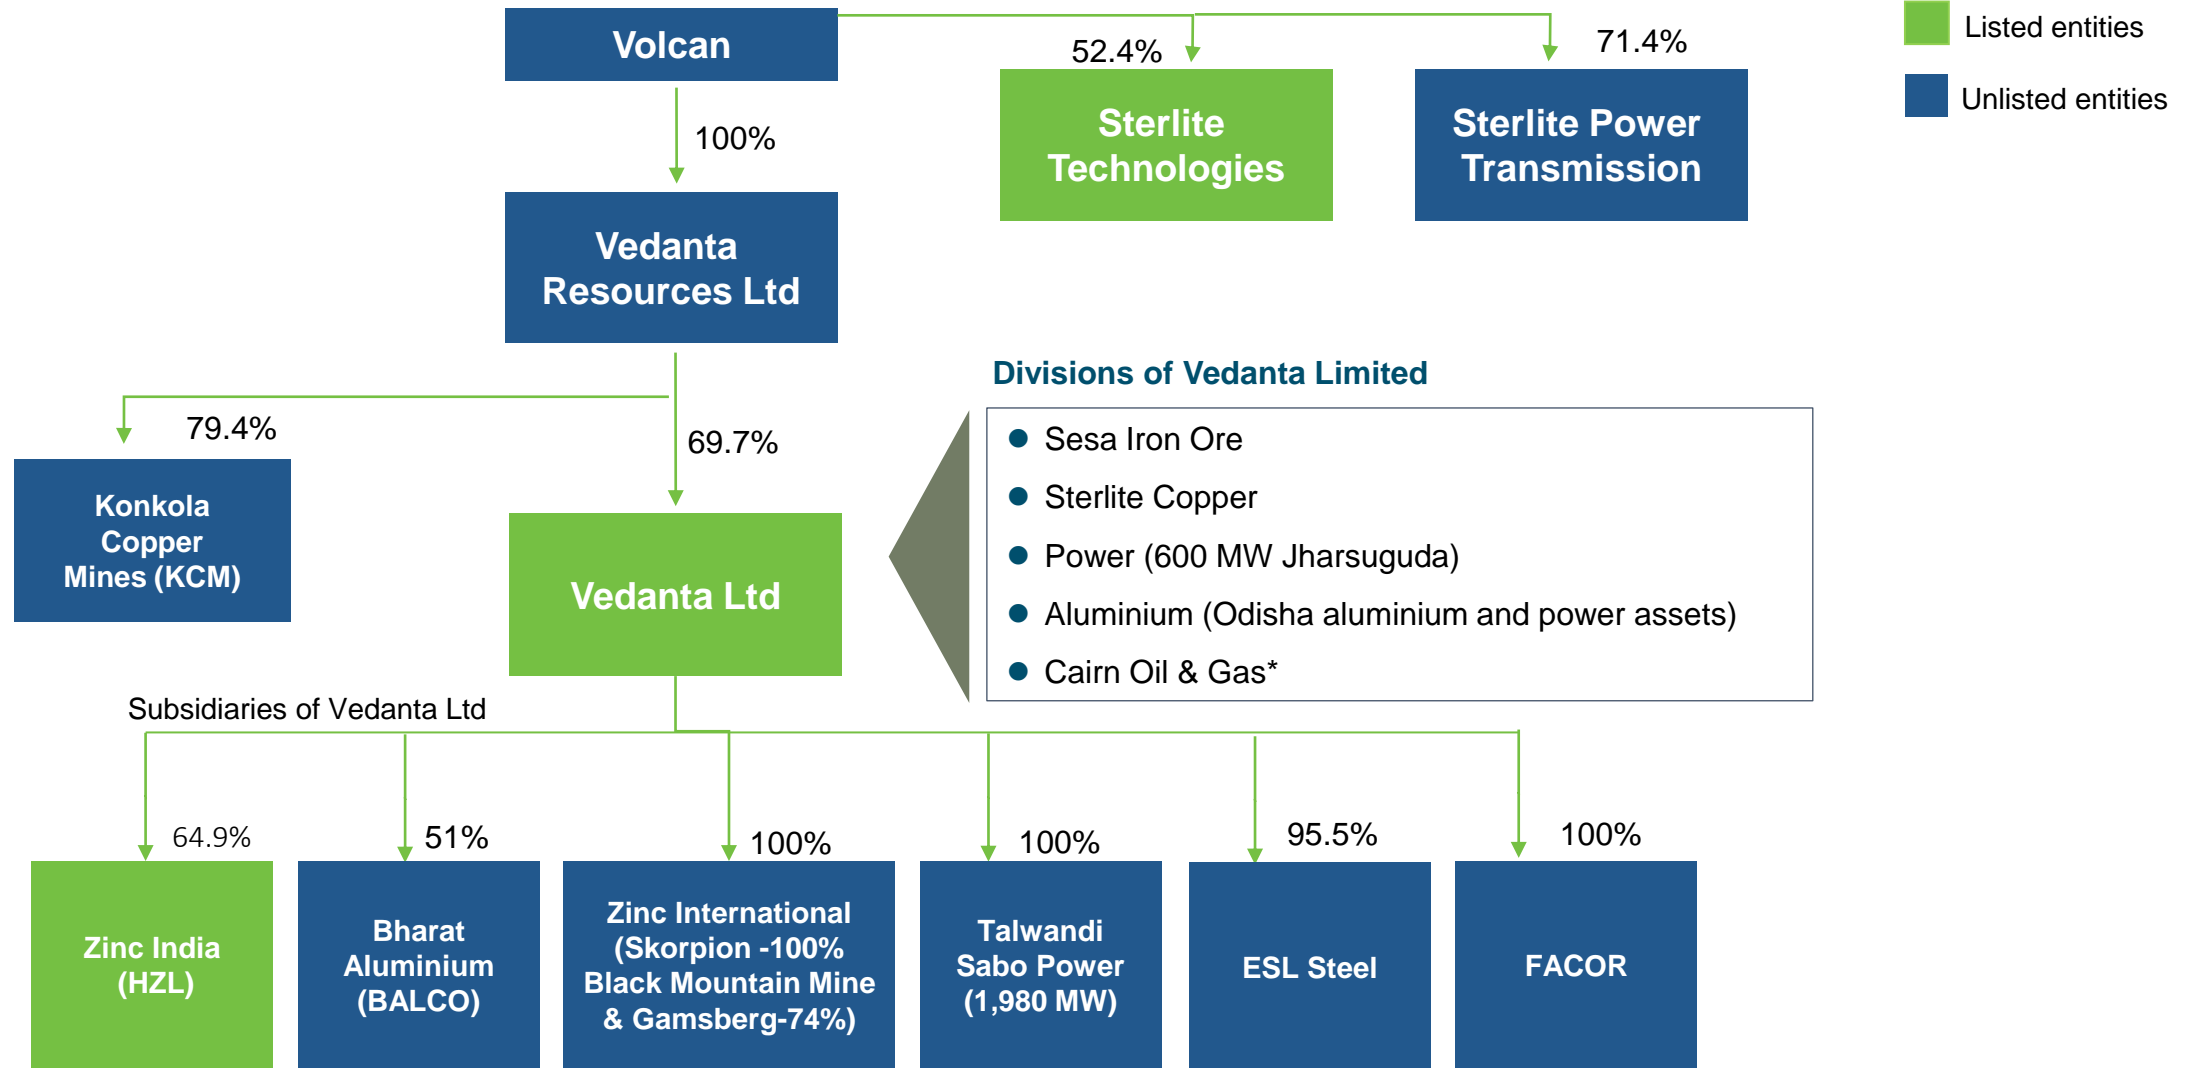 Volcan
52.4%
71.4%
Listed entities
Unlisted entities
Sterlite
Technologies
Sterlite Power
Transmission
100%
Vedanta
Resources Ltd
79.4%
69.7%
Konkola
Copper
Mines (KCM)
Vedanta Ltd
Divisions of Vedanta Limited
● Sesa Iron Ore
● Sterlite Copper
● Power (600 MW Jharsuguda)
● Aluminium (Odisha aluminium and power assets)
● Cairn Oil & Gas*
Subsidiaries of Vedanta Ltd
64.9%
51%
100%
100%
95.5%
100%
Zinc India
(HZL)
Bharat
Aluminium
(BALCO)
Zinc International
(Skorpion -100%
Black Mountain Mine
& Gamsberg-74%)
Talwandi
Sabo Power
(1,980 MW)
ESL Steel
FACOR